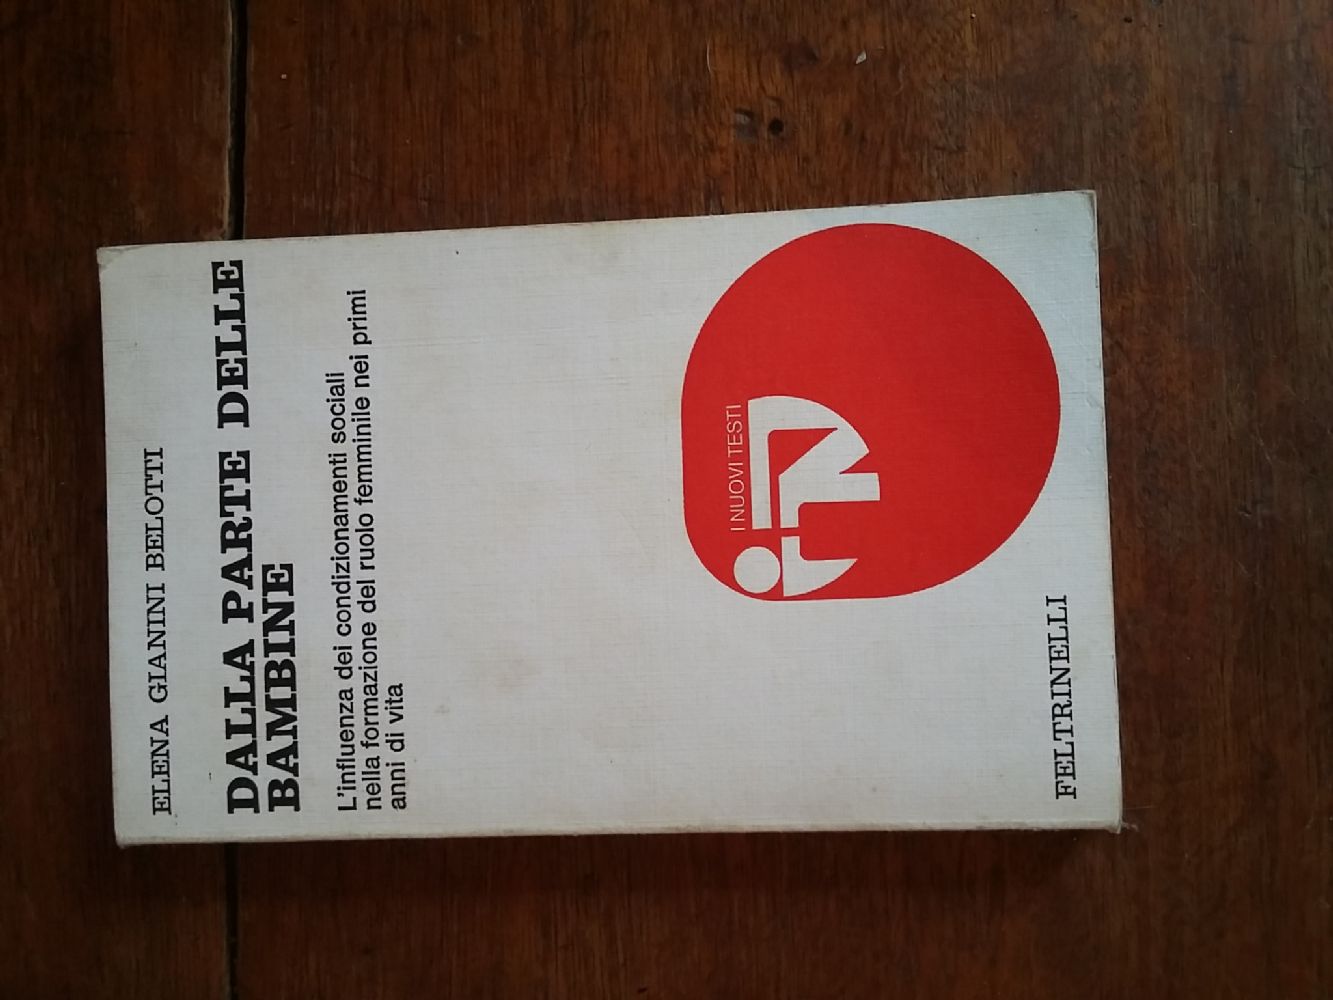 ELENA GIANINI BELOTTI
DALLA PARTE DELLE
BAMBINE
L'influenza dei condizionamenti sociali
nella formazione del ruolo femminile nei primi
anni di vita
I NUOVI TESTI
FELTRINELLI